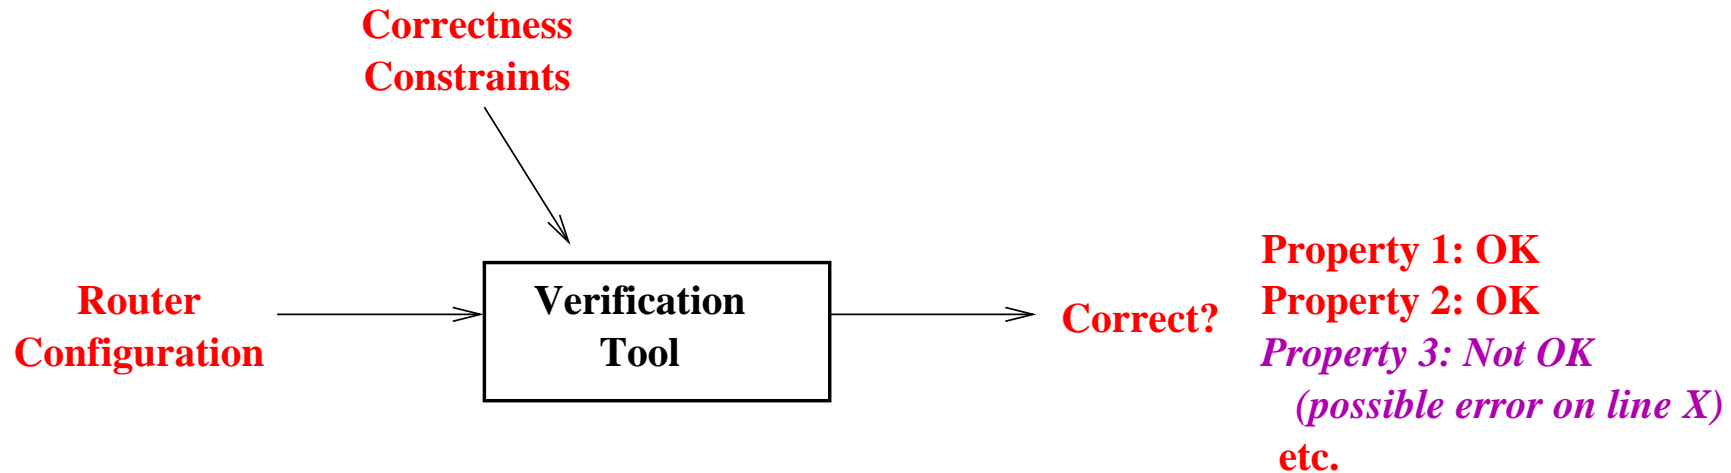 Correctness
Constraints
Router
Configuration
Verification
Tool
Correct?
Property 1: OK
Property 2: OK
Property 3: Not OK
(possible error on line X)
etc.